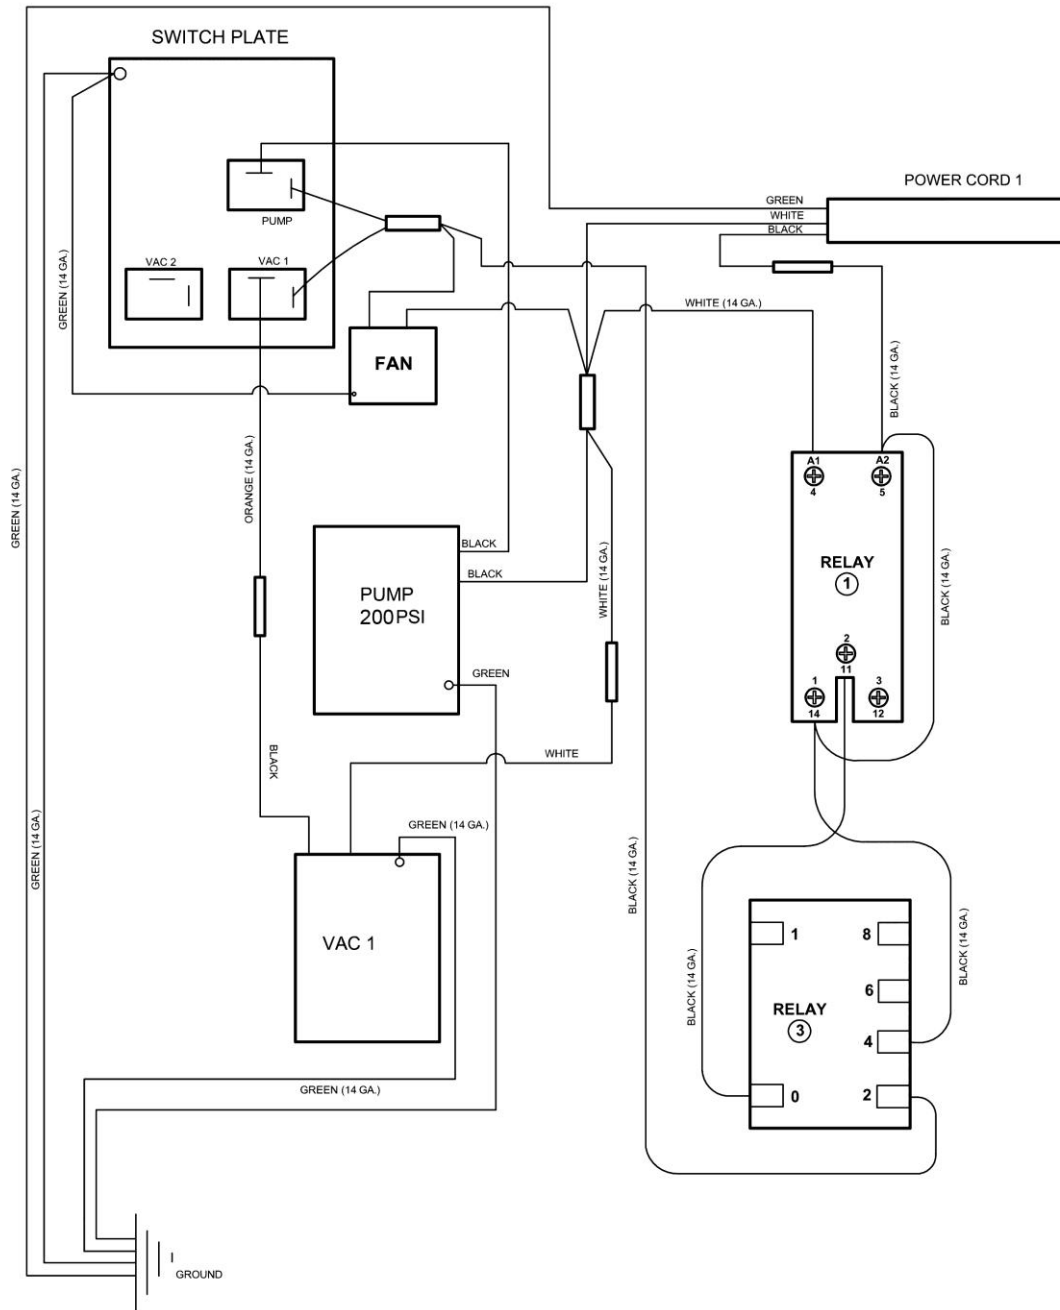 SWITCH PLATE
POWER CORD 1
GREEN
WHITE
BLACK
PUMP
VAC 2
VAC 1
GREEN (14 GA.)
WHITE (14 GA.)
FAN
BLACK (14 GA.)
A1
A2
4
5
ORANGE (14 GA.)
GREEN (14 GA.)
BLACK
BLACK
PUMP
200PSI
WHITE (14 GA.)
RELAY
1
BLACK (14 GA.)
2
11
GREEN
1
3
14
12
WHITE
BLACK
GREEN (14 GA.)
GREEN (14 GA.)
BLACK (14 GA.)
VAC 1
1
8
BLACK (14 GA.)
BLACK (14 GA.)
6
RELAY
3
4
GREEN (14 GA.)
0
2
GROUND